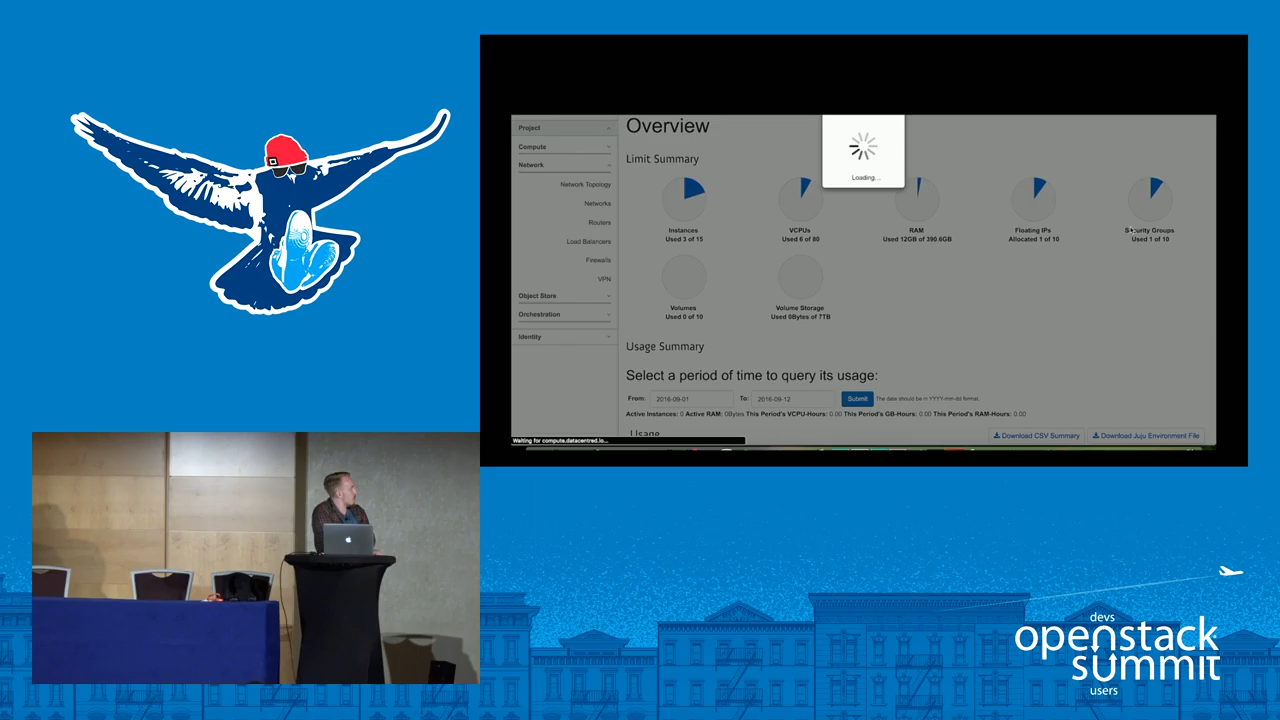 Project
Compute
Network
Network Topology
Networks
Routers
Load Balancers
Firewalls
VPN
Object Store
Orchestration
Identity
Overview
Limit Summary
Loading...
Instances
Used 3 of 15
VCPUs
Used 6 of 80
RAM
Used 12GB of 390.6GB
Floating IPs
Allocated 1 of 10
Security Groups
Used 1 of 10
Volumes
Used 0 of 10
Volume Storage
Used 0Bytes of 7TB
Usage Summary
Select a period of time to query its usage:
From: 2016-09-01 To: 2016-09-12 Submit The date should be in YYYY-mm-dd format.
Active Instances: 0 Active RAM: 0Bytes This Period's VCPU-Hours: 0.00 This Period's GB-Hours: 0.00 This Period's RAM-Hours: 0.00
Usage
Download CSV Summary Download Juju Environment File
Waiting for compute.datacentred.io...
devs
openstack
summit
users